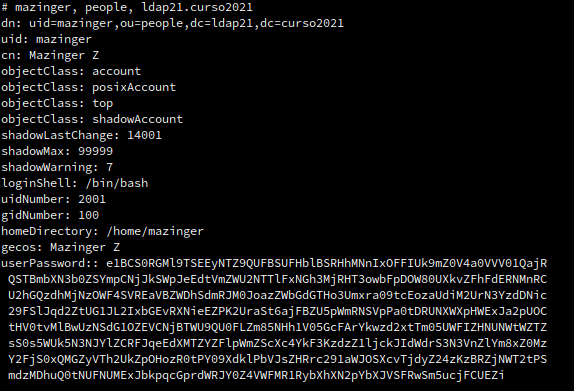 # mazinger, people, ldap21.curso2021
dn: uid=mazinger,ou=people,dc=ldap21,dc=curso2021
uid: mazinger
cn: Mazinger Z
objectClass: account
objectClass: posixAccount
objectClass: top
objectClass: shadowAccount
shadowLastChange: 14001
shadowMax: 99999
shadowWarning: 7
loginShell: /bin/bash
uidNumber: 2001
gidNumber: 100
homeDirectory: /home/mazinger
gecos: Mazinger Z
userPassword:: e1BCS0RGMl9TSEEyNTZ9QUFBSUFHblBSRHhMNnIxOFFIUk9mZ0V4a0VVV01QajR
 QSTBmbXN3b0ZSYmpCNjJkSWpJeEdtVmZWU2NTTlFxNGh3MjRHT3owbFpDOW80UXkvZFhFdERNMnRC
 U2hGQzdhMjNzOWF4SVREaVBZWDhSdmRJM0JoazZWbGdGTHo3Umxra09tcEozaUdiM2UrN3YzdDNic
 29FSlJqd2ZtUG1JL2IxbGEvRXNieEZPK2UraSt6ajFBZU5pWmRNSVpPa0tDRUNXWXpHWExJa2pUOC
 tHV0tvMlBwUzNSdG1OZEVCNjBTWU9QU0FLZm85NHh1V05GcFArYkwzd2xtTm05UWFIZHNUNWtWZTZ
 sS0s5WUk5N3NJYlZCRFJqeEdXMTZYZFlpWmZScXc4YkF3KzdzZ1ljckJIdWdrS3N3VnZlYm8xZ0Mz
 Y2FjS0xQMGZyVTh2UkZpOHozR0tPY09XdklPbVJsZHRrc291aWJOSXcvTjdyZ24zKzBRZjNWT2tPS
 mdzMDhuQ0tNUFNUMExJbkpqcGprdWRJY0Z4VWFMR1RybXhXN2pYbXJVSFRwSm5ucjFCUEZi